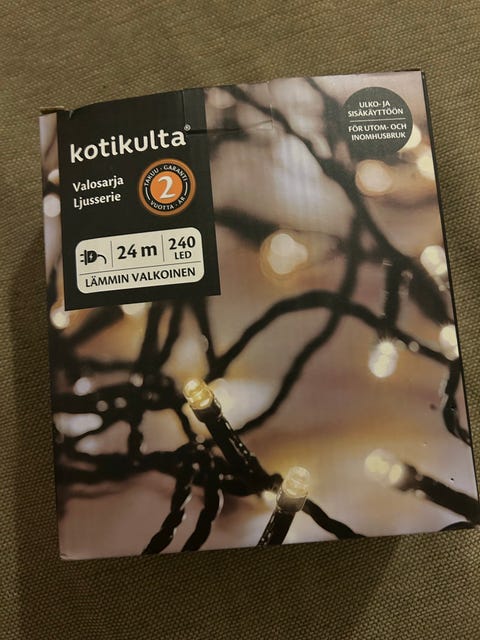 kotikulta®
Valosarja
Ljusserie
TAKUU · GARANTI
2
VUOTTA · ÅR
24 m
240
LED
LÄMMIN VALKOINEN
ULKO- JA
SISÄKÄYTTÖÖN
FÖR UTOM- OCH
INOMHUSBRUK